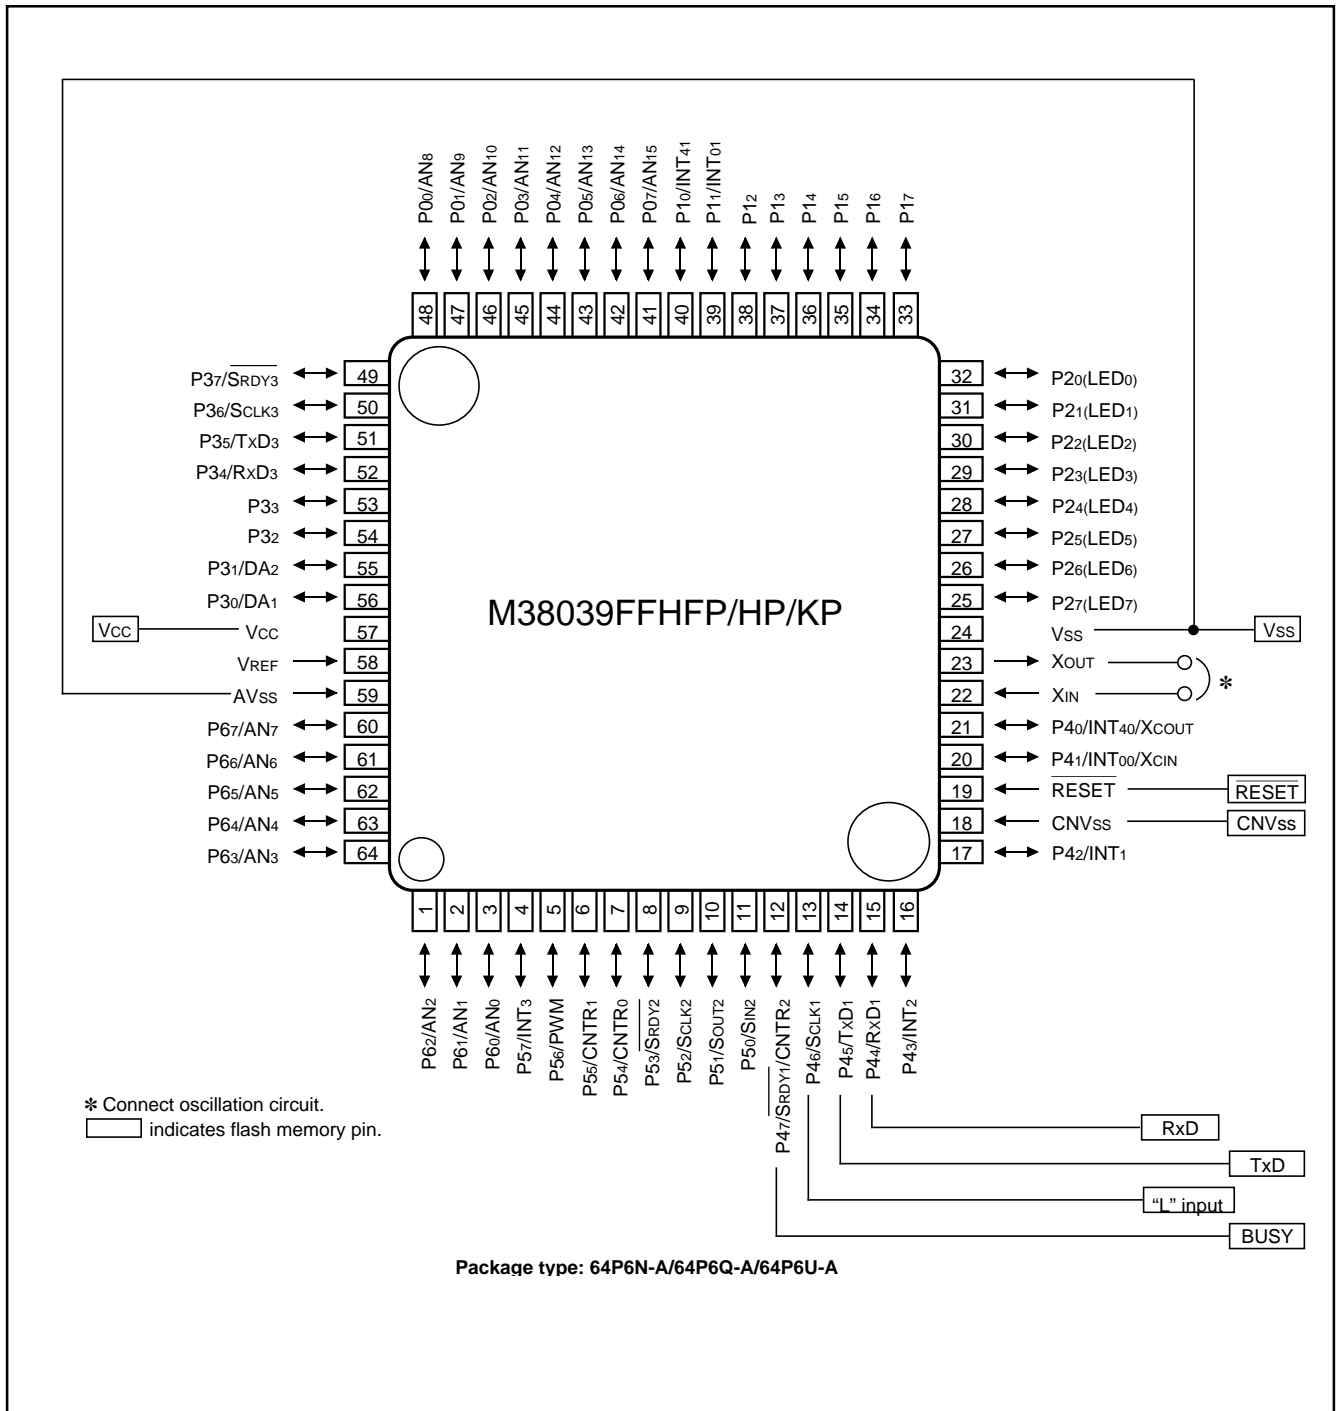 P00/AN8
P01/AN9
P02/AN10
P03/AN11
P04/AN12
P05/AN13
P06/AN14
P07/AN15
P10/INT41
P11/INT01
P12
P13
P14
P15
P16
P17
48 47 46 45 44 43 42 41 40 39 38 37 36 35 34 33
P37/SRDY3 49
P36/SCLK3 50
P35/TxD3 51
P34/RxD3 52
P33 53
P32 54
P31/DA2 55
P30/DA1 56
VCC VCC 57
VREF 58
AVSS 59
P67/AN7 60
P66/AN6 61
P65/AN5 62
P64/AN4 63
P63/AN3 64
M38039FFHFP/HP/KP
32 P20(LED0)
31 P21(LED1)
30 P22(LED2)
29 P23(LED3)
28 P24(LED4)
27 P25(LED5)
26 P26(LED6)
25 P27(LED7)
24 VSS VSS
23 XOUT
22 XIN
✽
21 P40/INT40/XCOUT
20 P41/INT00/XCIN
19 RESET RESET
18 CNVSS CNVss
17 P42/INT1
1 2 3 4 5 6 7 8 9 10 11 12 13 14 15 16
P62/AN2
P61/AN1
P60/AN0
P57/INT3
P56/PWM
P55/CNTR1
P54/CNTR0
P53/SRDY2
P52/SCLK2
P51/SOUT2
P50/SIN2
P47/SRDY1/CNTR2
P46/SCLK1
P45/TxD1
P44/RxD1
P43/INT2
✽ Connect oscillation circuit.
indicates flash memory pin.
RxD
TxD
“L” input
BUSY
Package type: 64P6N-A/64P6Q-A/64P6U-A